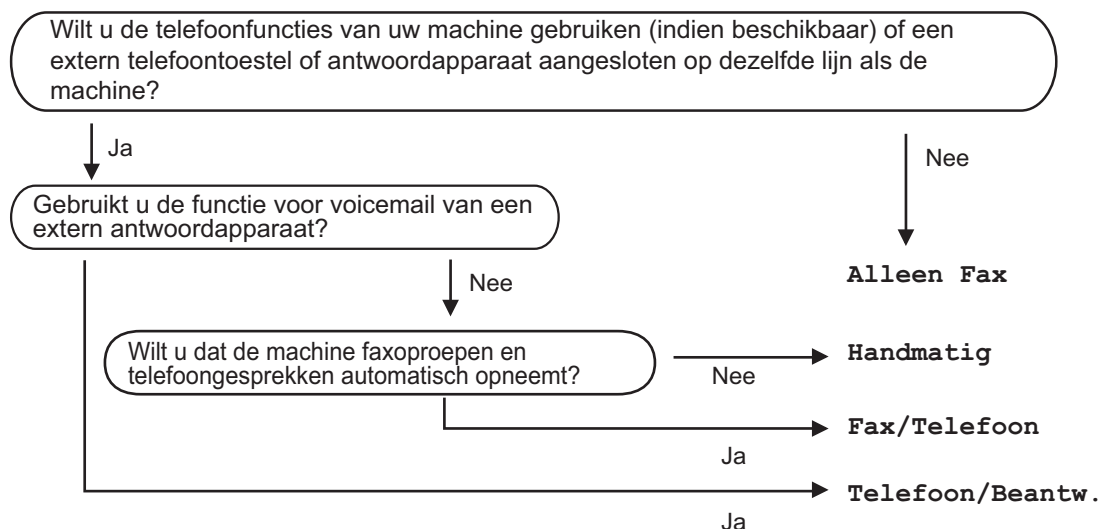 Wilt u de telefoonfuncties van uw machine gebruiken (indien beschikbaar) of een
extern telefoontoestel of antwoordapparaat aangesloten op dezelfde lijn als de
machine?
Ja
Nee
Gebruikt u de functie voor voicemail van een
extern antwoordapparaat?
Nee
Alleen Fax
Wilt u dat de machine faxoproepen en
telefoongesprekken automatisch opneemt?
Nee
Handmatig
Ja
Fax/Telefoon
Ja
Telefoon/Beantw.